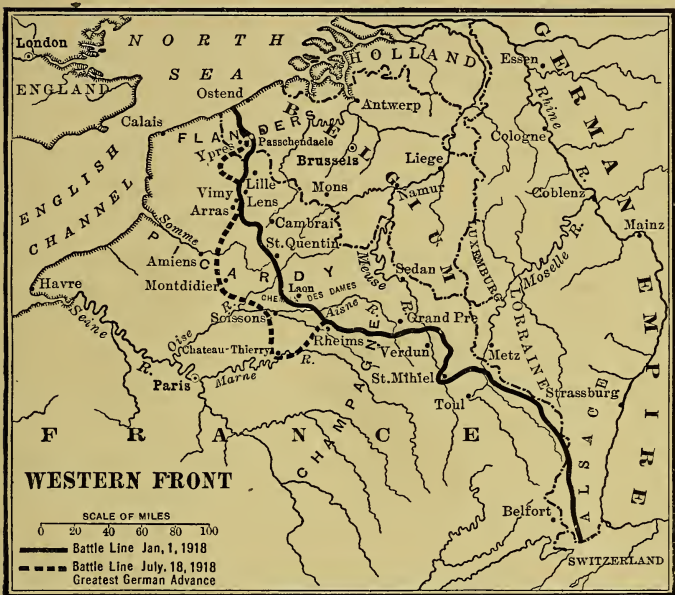 London
NORTH
SEA
ENGLAND
HOLLAND
GERMAN
EMPIRE
Essen
Rhine
R.
Ostend
Antwerp
Calais
FLANDERS
BELGIUM
Ypres
Passchendaele
Brussels
Cologne
Liege
ENGLISH
CHANNEL
Vimy
Lille
Lens
Mons
Namur
Coblenz
Arras
Cambrai
Mainz
Somme
St.Quentin
PICARDY
Amiens
Meuse
R.
Sedan
LUXEMBURG
Moselle R.
Montdidier
Laon
CHEMIN DES DAMES
Havre
Seine
R.
Oise
R.
Soissons
Aisne
R.
Grand Pre
LORRAINE
Chateau-Thierry
Rheims
Verdun
Metz
Paris
Marne
R.
St.Mihiel
Strassburg
Toul
ALSACE
CHAMPAGNE
FRANCE
WESTERN FRONT
Belfort
SCALE OF MILES
0 20 40 60 80 100
Battle Line Jan, 1, 1918
Battle Line July. 18, 1918
Greatest German Advance
SWITZERLAND